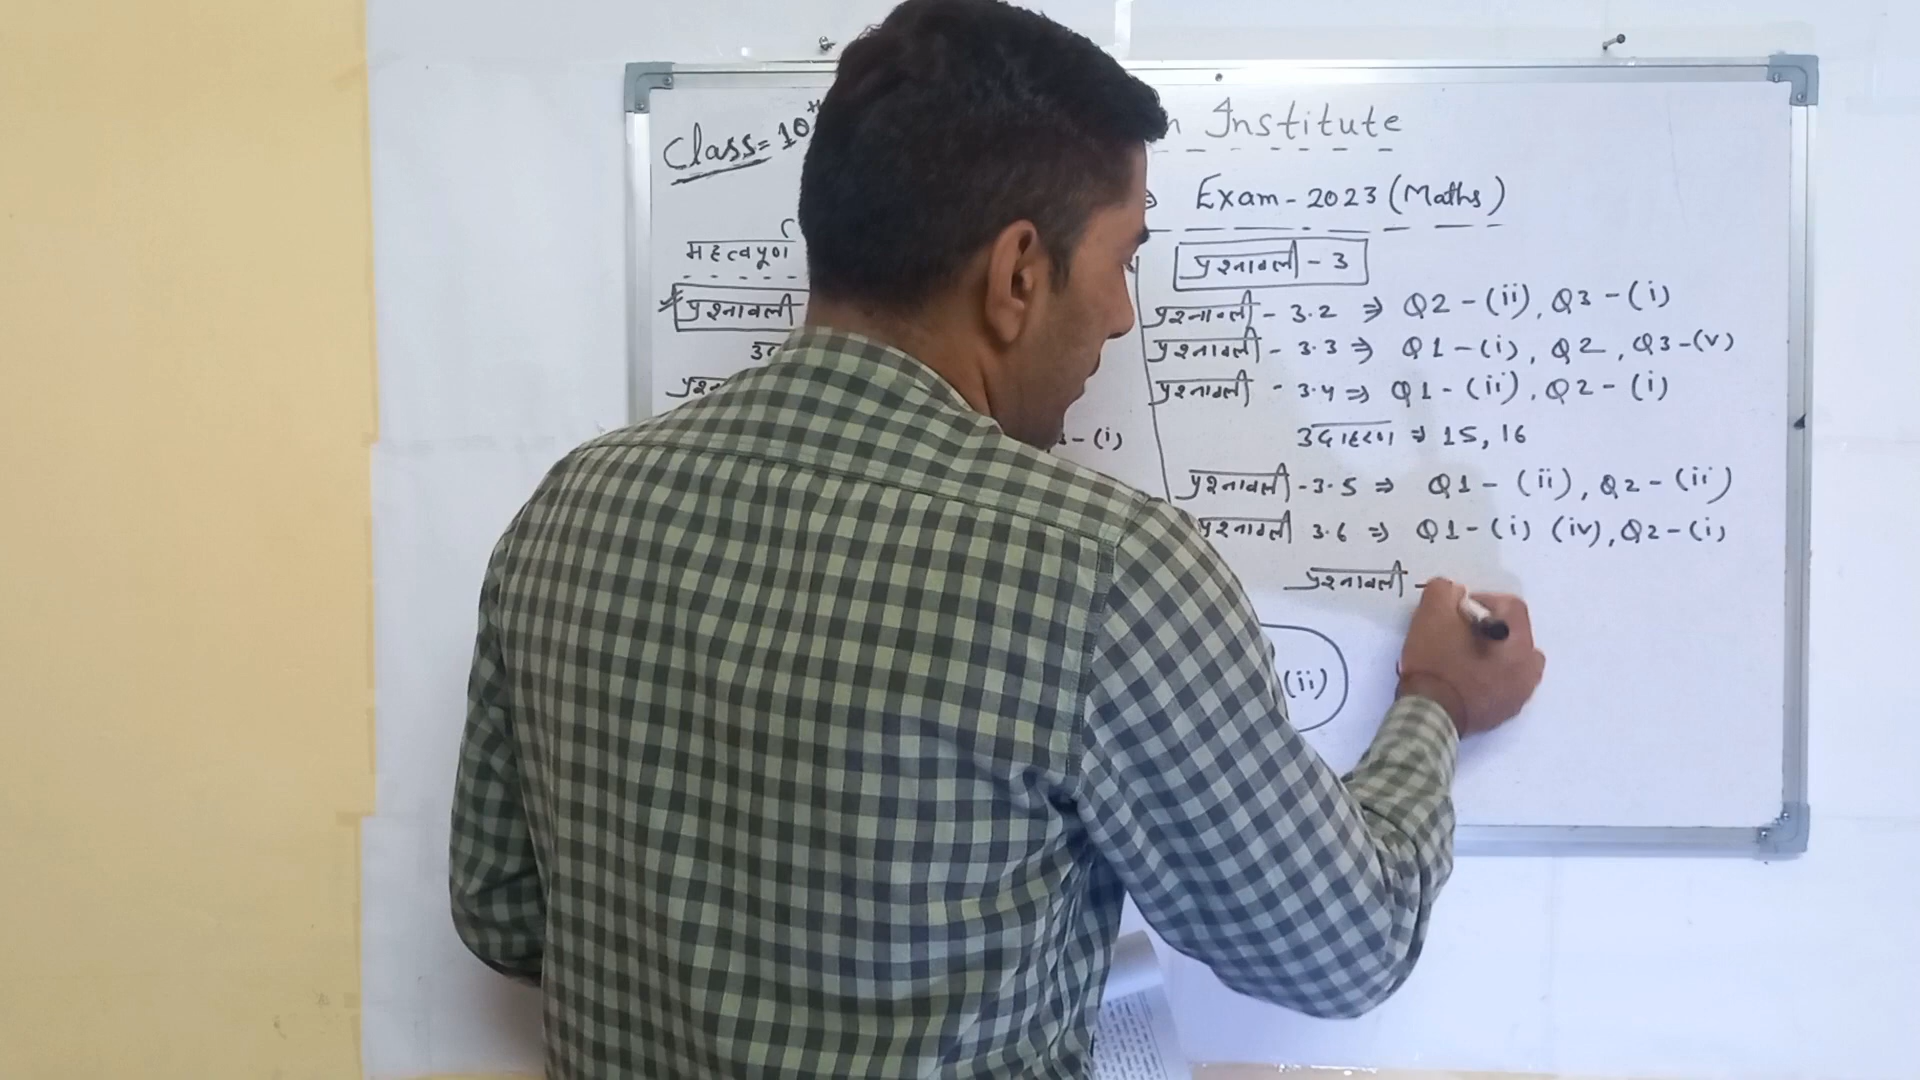 Class = 10
Institute
Exam - 2023 (Maths)
महत्वपूर्ण
प्रश्नावली
- (i)
प्रश्नावली - 3
प्रश्नावली - 3.2 ⇒ Q2 - (ii), Q3 - (i)
प्रश्नावली - 3.3 ⇒ Q1 - (i), Q2, Q3 - (v)
प्रश्नावली - 3.4 ⇒ Q1 - (ii), Q2 - (i)
उदाहरण ⇒ 15, 16
प्रश्नावली - 3.5 ⇒ Q1 - (ii), Q2 - (ii)
प्रश्नावली 3.6 ⇒ Q1 - (i) (iv), Q2 - (i)
प्रश्नावली -
(ii)